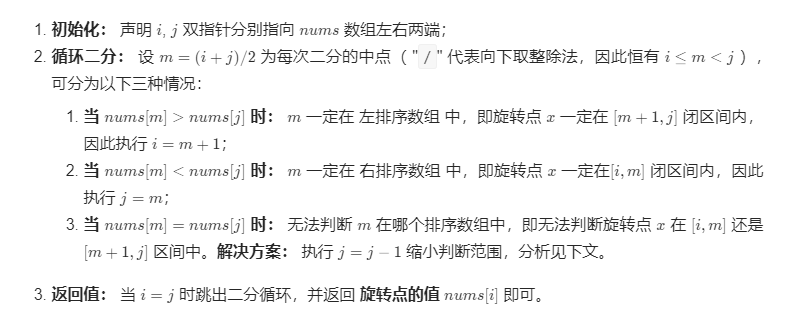 1. 初始化： 声明 i, j 双指针分别指向 nums 数组左右两端；
2. 循环二分： 设 m = (i + j)/2 为每次二分的中点（ "/" 代表向下取整除法，因此恒有 i ≤ m < j ），
可分为以下三种情况：
1. 当 nums[m] > nums[j] 时： m 一定在 左排序数组 中，即旋转点 x 一定在 [m + 1, j] 闭区间内，
因此执行 i = m + 1；
2. 当 nums[m] < nums[j] 时： m 一定在 右排序数组 中，即旋转点 x 一定在[i, m] 闭区间内，因此
执行 j = m；
3. 当 nums[m] = nums[j] 时： 无法判断 m 在哪个排序数组中，即无法判断旋转点 x 在 [i, m] 还是
[m + 1, j] 区间中。解决方案： 执行 j = j − 1 缩小判断范围，分析见下文。
3. 返回值： 当 i = j 时跳出二分循环，并返回 旋转点的值 nums[i] 即可。